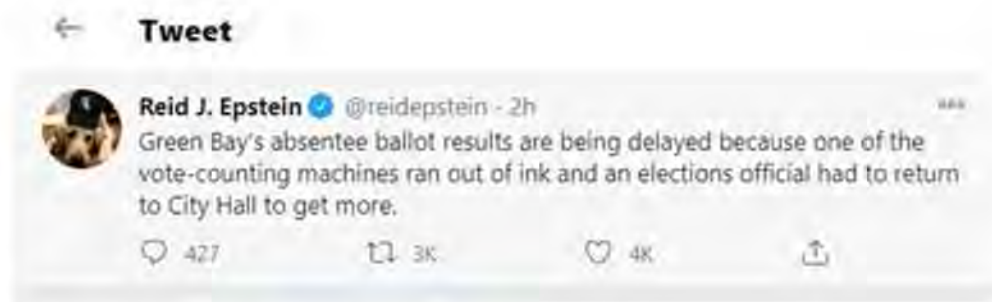 Tweet
Reid J. Epstein @reidepstein · 2h
Green Bay's absentee ballot results are being delayed because one of the
vote-counting machines ran out of ink and an elections official had to return
to City Hall to get more.
427 3K 4K